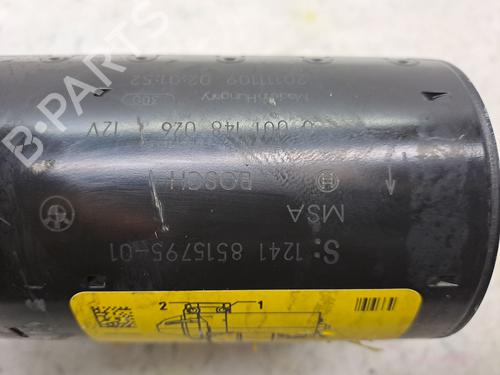 S: 1241 8515795-01
MSA
BOSCH
0 001 148 026 12V
Made in Hungary
20111109 02:01:52
2 1